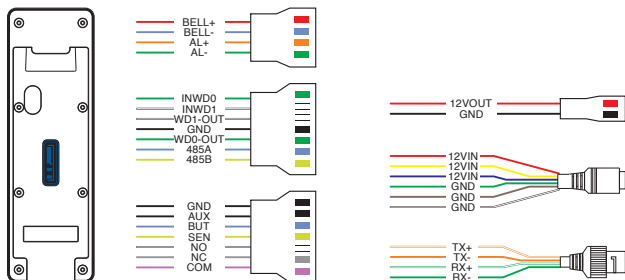 BELL+
BELL-
AL+
AL-
INWD0
INWD1
WD1-OUT
GND
WD0-OUT
485A
485B
GND
AUX
BUT
SEN
NO
NC
COM
12VOUT
GND
12VIN
12VIN
12VIN
GND
GND
GND
TX+
TX-
RX+
RX-